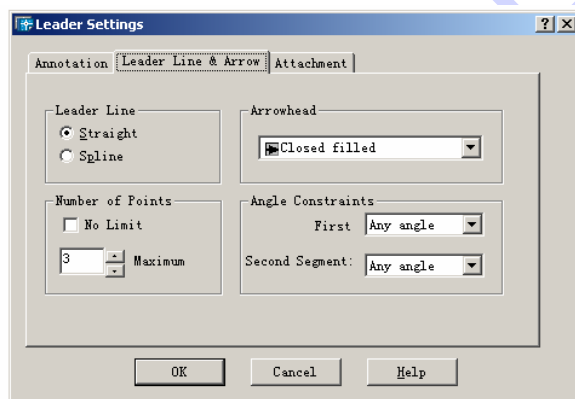 Leader Settings
Annotation Leader Line & Arrow Attachment
Leader Line
Straight
Spline
Arrowhead
Closed filled
Number of Points
No Limit
3 Maximum
Angle Constraints
First Any angle
Second Segment: Any angle
OK Cancel Help